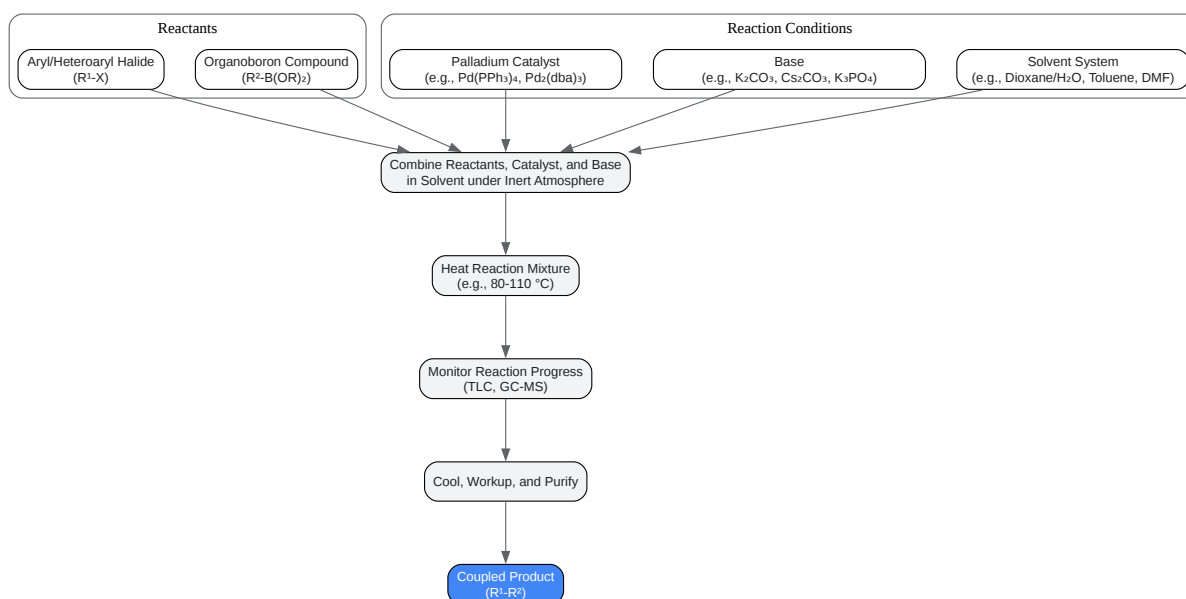 Reactants
Reaction Conditions
Aryl/Heteroaryl Halide
(R¹-X)
Organoboron Compound
(R²-B(OR)₂)
Palladium Catalyst
(e.g., Pd(PPh₃)₄, Pd₂(dba)₃)
Base
(e.g., K₂CO₃, Cs₂CO₃, K₃PO₄)
Solvent System
(e.g., Dioxane/H₂O, Toluene, DMF)
Combine Reactants, Catalyst, and Base
in Solvent under Inert Atmosphere
Heat Reaction Mixture
(e.g., 80-110 °C)
Monitor Reaction Progress
(TLC, GC-MS)
Cool, Workup, and Purify
Coupled Product
(R¹-R²)